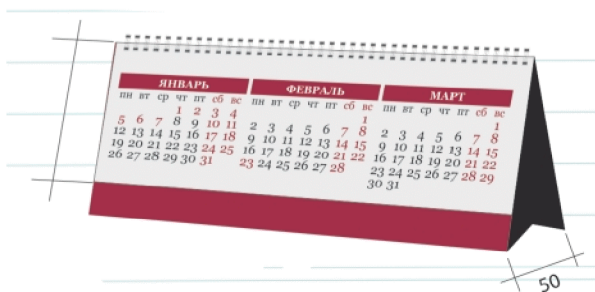 ЯНВАРЬ
пн вт ср чт пт сб вс
1 2 3 4
5 6 7 8 9 10 11
12 13 14 15 16 17 18
19 20 21 22 23 24 25
26 27 28 29 30 31
ФЕВРАЛЬ
пн вт ср чт пт сб вс
1
2 3 4 5 6 7 8
9 10 11 12 13 14 15
16 17 18 19 20 21 22
23 24 25 26 27 28
МАРТ
пн вт ср чт пт сб вс
1
2 3 4 5 6 7 8
9 10 11 12 13 14 15
16 17 18 19 20 21 22
23 24 25 26 27 28 29
30 31
50